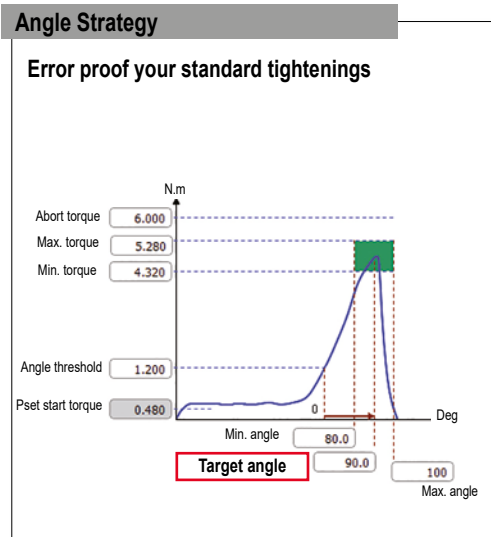 Angle Strategy
Error proof your standard tightenings
N.m
Abort torque 6.000
Max. torque 5.280
Min. torque 4.320
Angle threshold 1.200
Pset start torque 0.480
0
Deg
Min. angle 80.0
Target angle 90.0
100
Max. angle